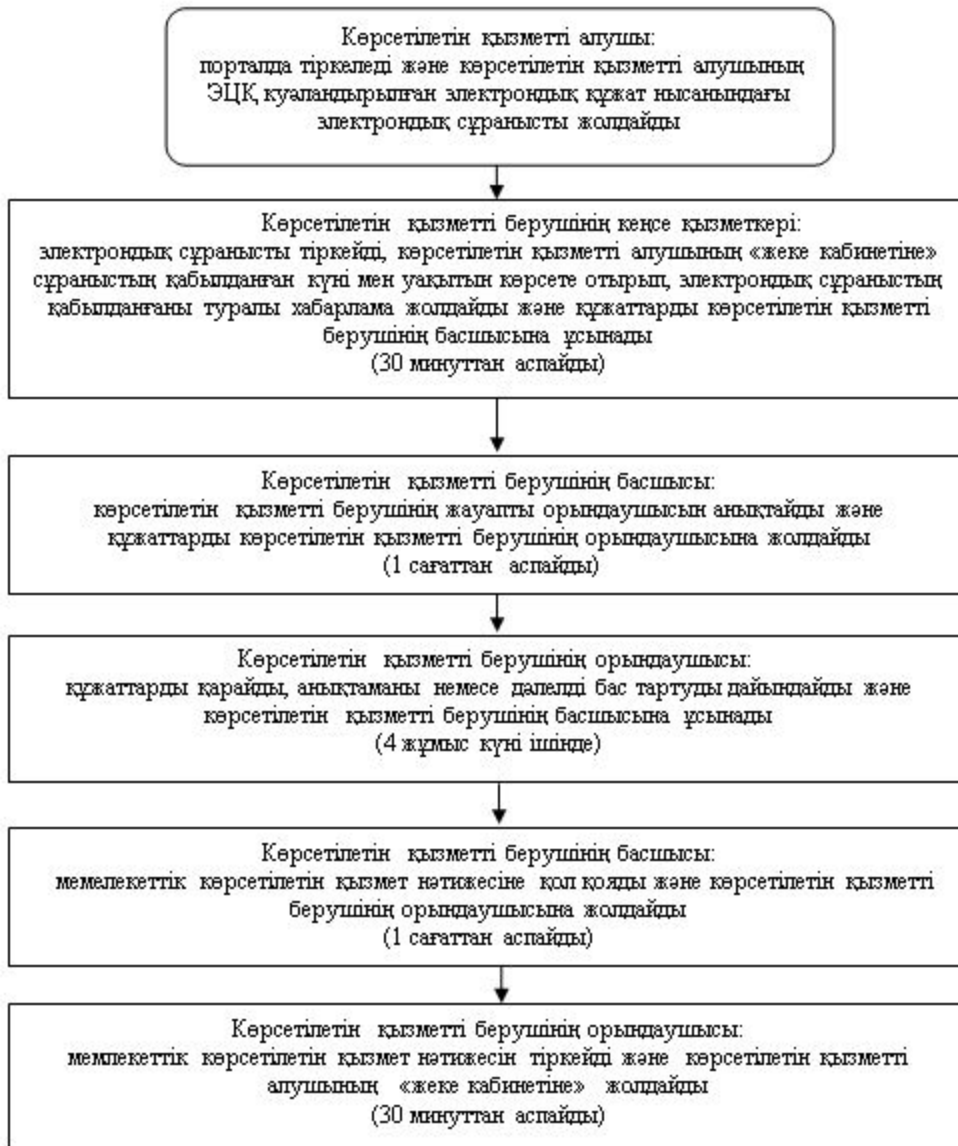 Көрсетілетін қызметті алушы:
порталда тіркеледі және көрсетілетін қызметті алушының
ЭЦҚ куәландырылған электрондық құжат нысанындағы
электрондық сұранысты жолдайды
Көрсетілетін қызметті берушінің кеңсе қызметкері:
электрондық сұранысты тіркейді, көрсетілетін қызметті алушының «жеке кабинетіне»
сұраныстың қабылданған күні мен уақытын көрсете отырып, электрондық сұраныстың
қабылданғаны туралы хабарлама жолдайды және құжаттарды көрсетілетін қызметті
берушінің басшысына ұсынады
(30 минуттан аспайды)
Көрсетілетін қызметті берушінің басшысы:
көрсетілетін қызметті берушінің жауапты орындаушысын анықтайды және
құжаттарды көрсетілетін қызметті берушінің орындаушысына жолдайды
(1 сағаттан аспайды)
Көрсетілетін қызметті берушінің орындаушысы:
құжаттарды қарайды, анықтаманы немесе дәлелді бас тартуды дайындайды және
көрсетілетін қызметті берушінің басшысына ұсынады
(4 жұмыс күні ішінде)
Көрсетілетін қызметті берушінің басшысы:
мемелекеттік көрсетілетін қызмет нәтижесіне қол қояды және көрсетілетін қызметті
берушінің орындаушысына жолдайды
(1 сағаттан аспайды)
Көрсетілетін қызметті берушінің орындаушысы:
мемлекеттік көрсетілетін қызмет нәтижесін тіркейді және көрсетілетін қызметті
алушының «жеке кабинетіне» жолдайды
(30 минуттан аспайды)